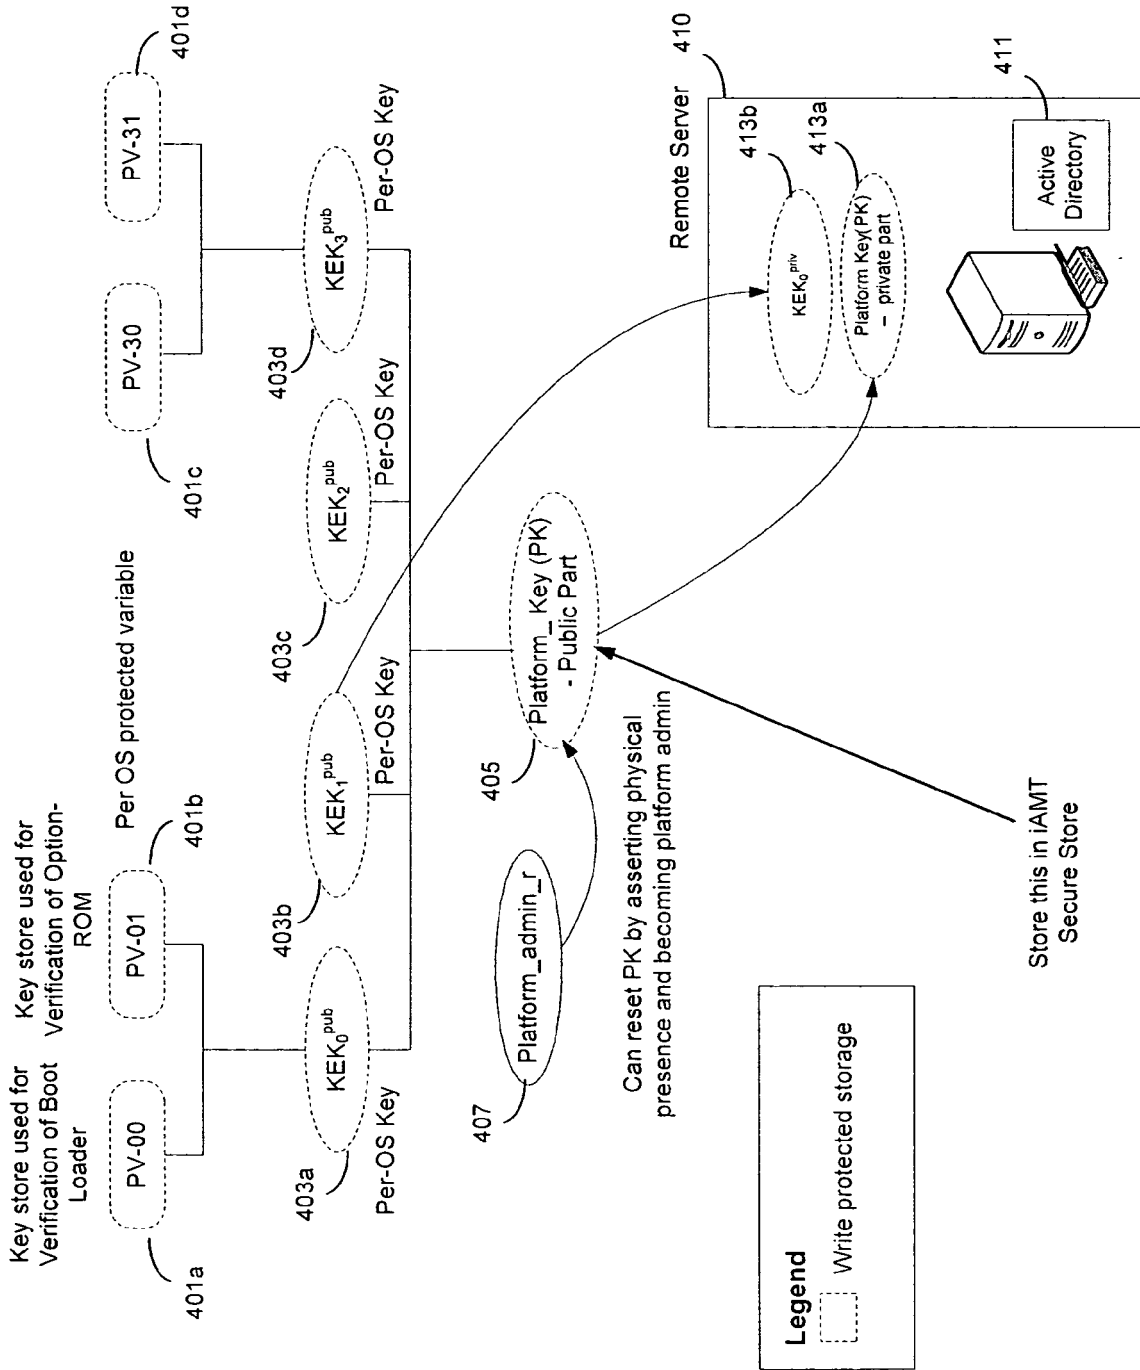 Key store used for
Verification of Boot
Loader
Key store used for
Verification of Option-
ROM
401a
PV-00
PV-01
401b
Per OS protected variable
401c
PV-30
PV-31
401d
403a
KEK₀ᵖᵘᵇ
Per-OS Key
403b
KEK₁ᵖᵘᵇ
Per-OS Key
403c
KEK₂ᵖᵘᵇ
Per-OS Key
403d
KEK₃ᵖᵘᵇ
Per-OS Key
407
Platform_admin_r
405
Platform_ Key (PK)
- Public Part
Can reset PK by asserting physical
presence and becoming platform admin
Remote Server
410
KEK₀ᵖʳⁱᵛ
413b
Platform Key(PK)
– private part
413a
Active
Directory
411
Store this in iAMT
Secure Store
Legend
Write protected storage